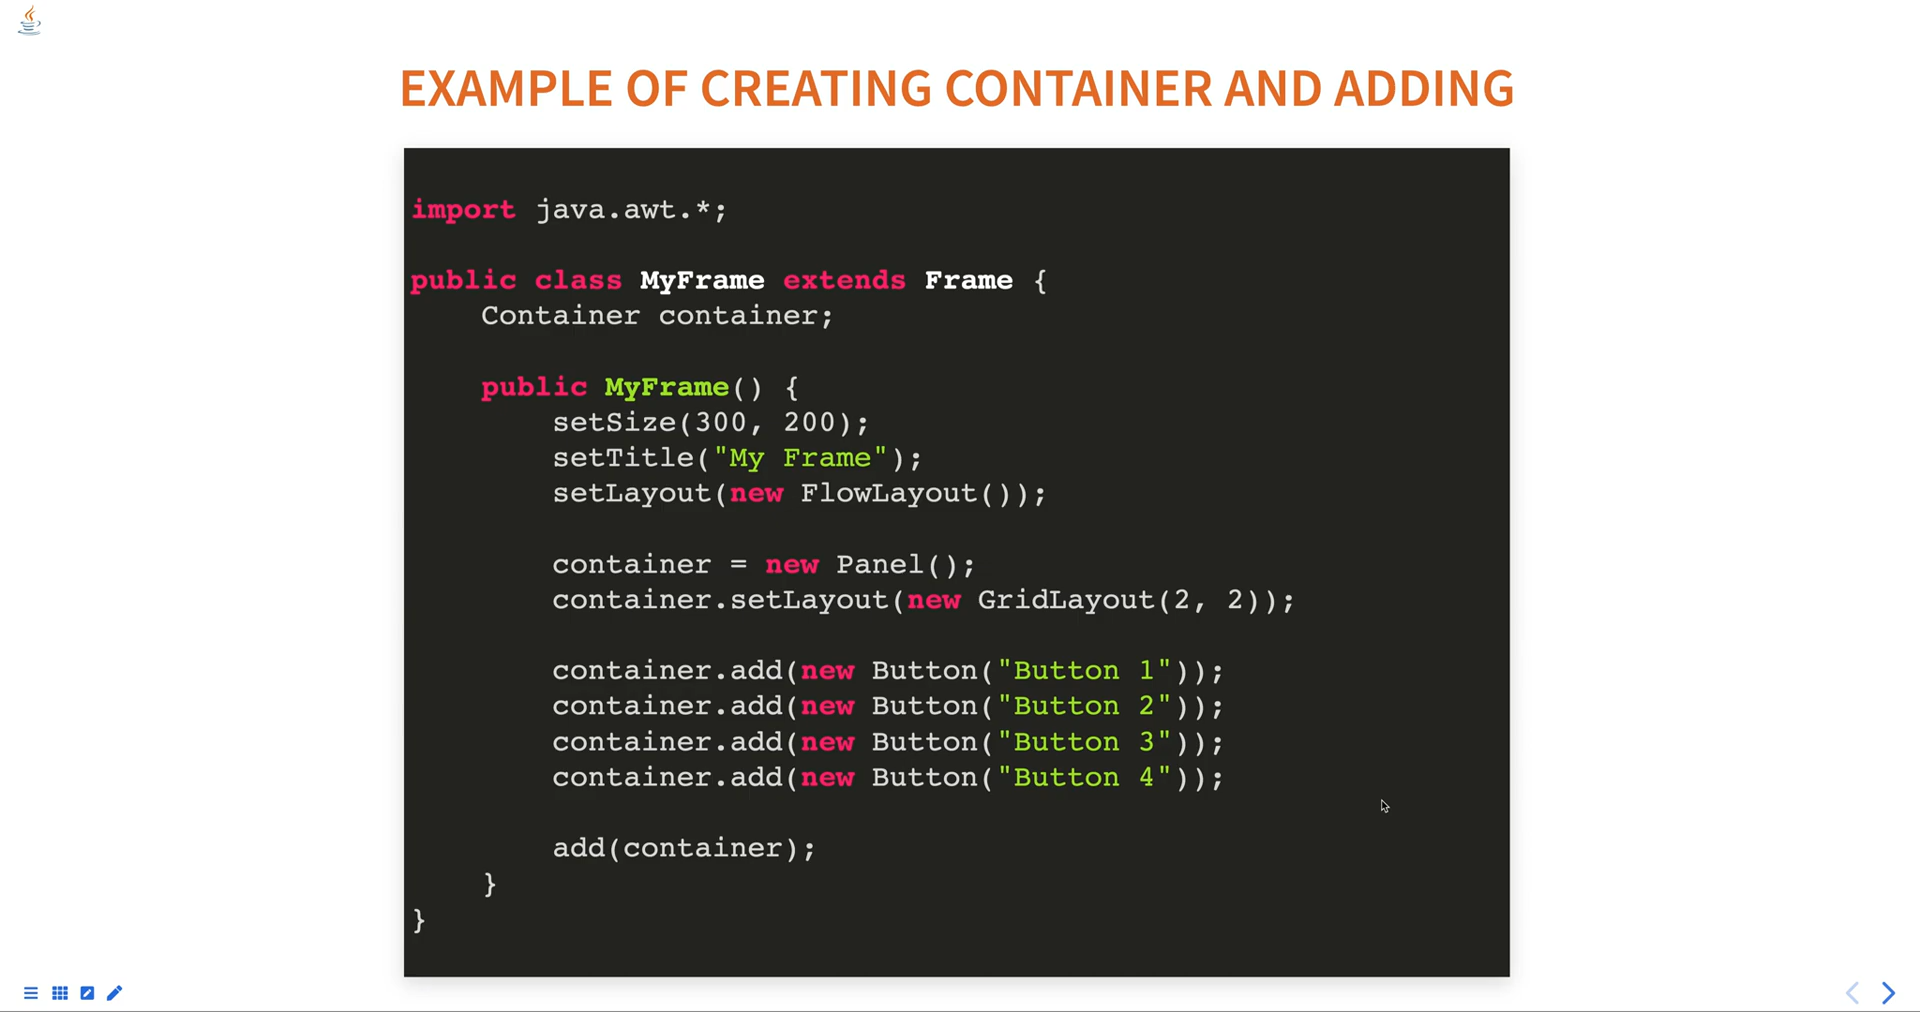 EXAMPLE OF CREATING CONTAINER AND ADDING
import java.awt.*;
public class MyFrame extends Frame {
Container container;
public MyFrame() {
setSize(300, 200);
setTitle("My Frame");
setLayout(new FlowLayout());
container = new Panel();
container.setLayout(new GridLayout(2, 2));
container.add(new Button("Button 1"));
container.add(new Button("Button 2"));
container.add(new Button("Button 3"));
container.add(new Button("Button 4"));
add(container);
}
}